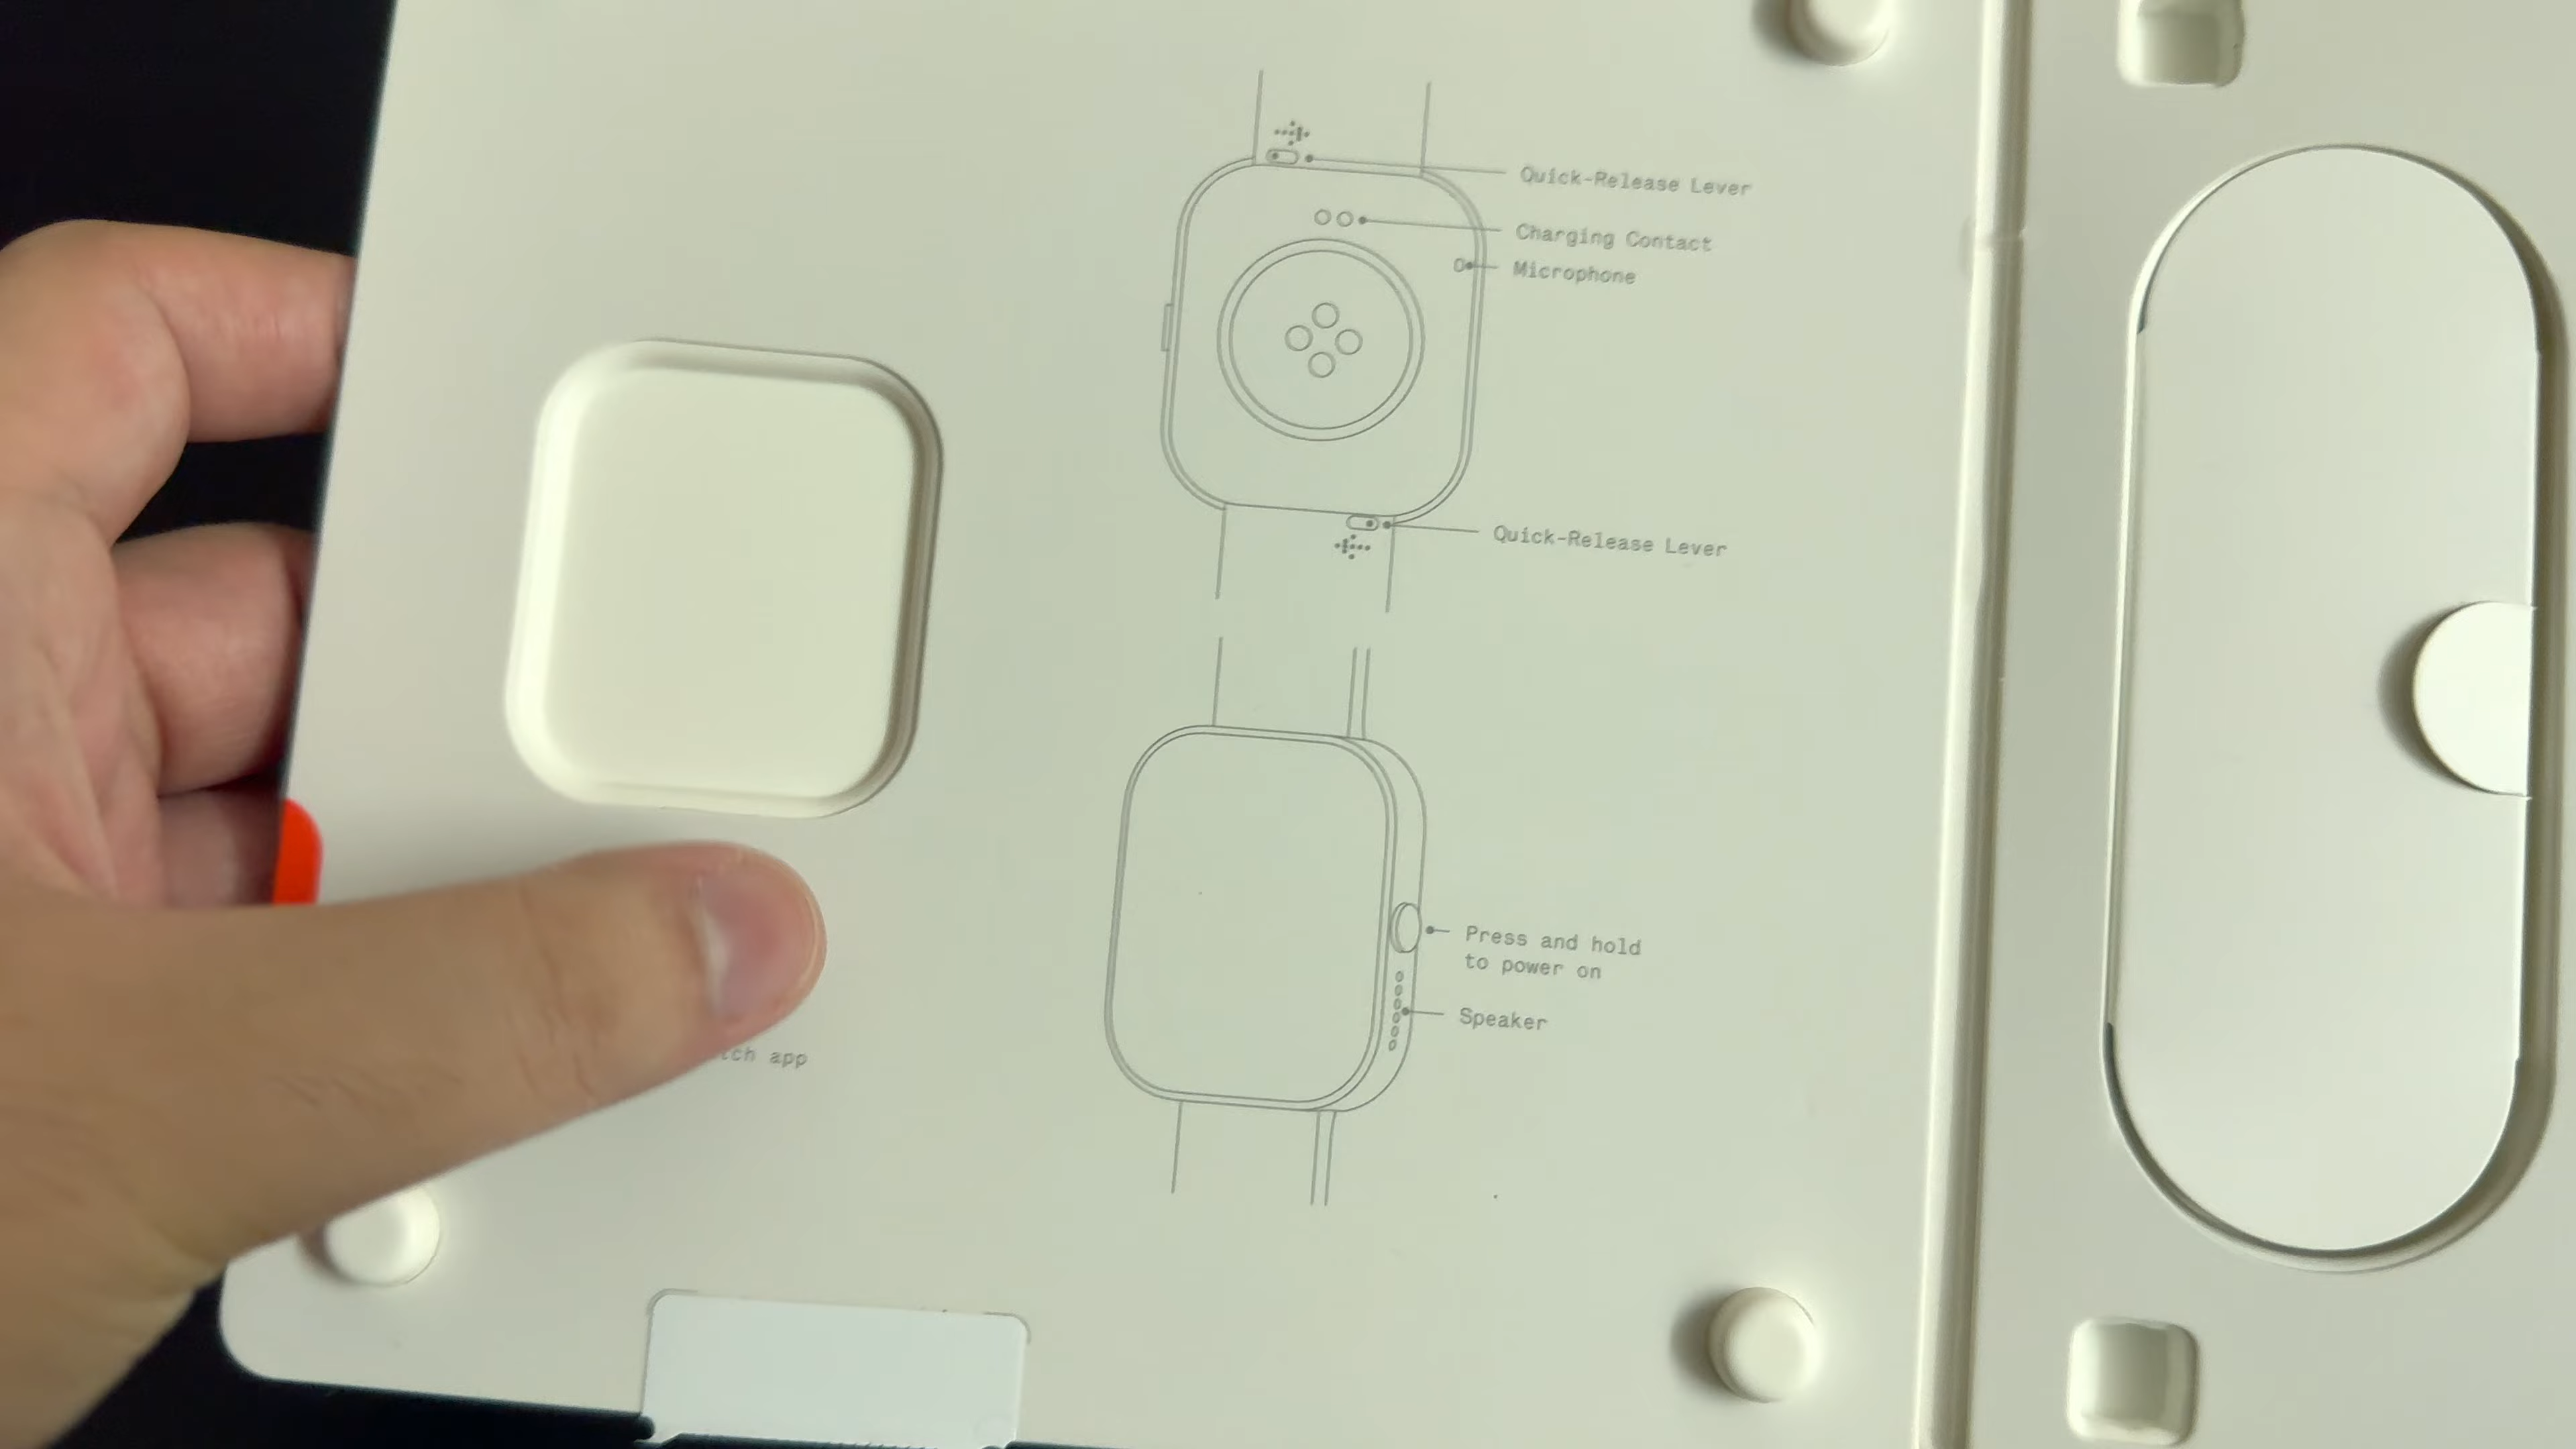 Quick-Release Lever
Charging Contact
Microphone
Quick-Release Lever
Press and hold
to power on
Speaker
app